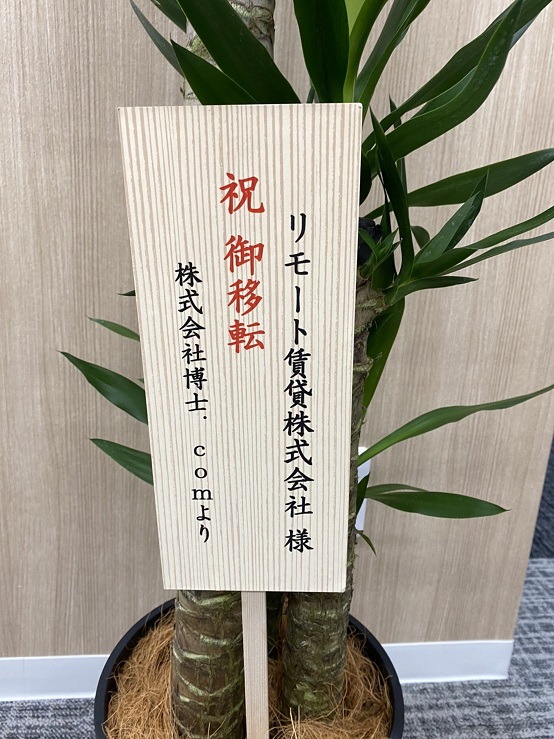 リモート賃貸株式会社 様
祝 御移転
株式会社博士．comより